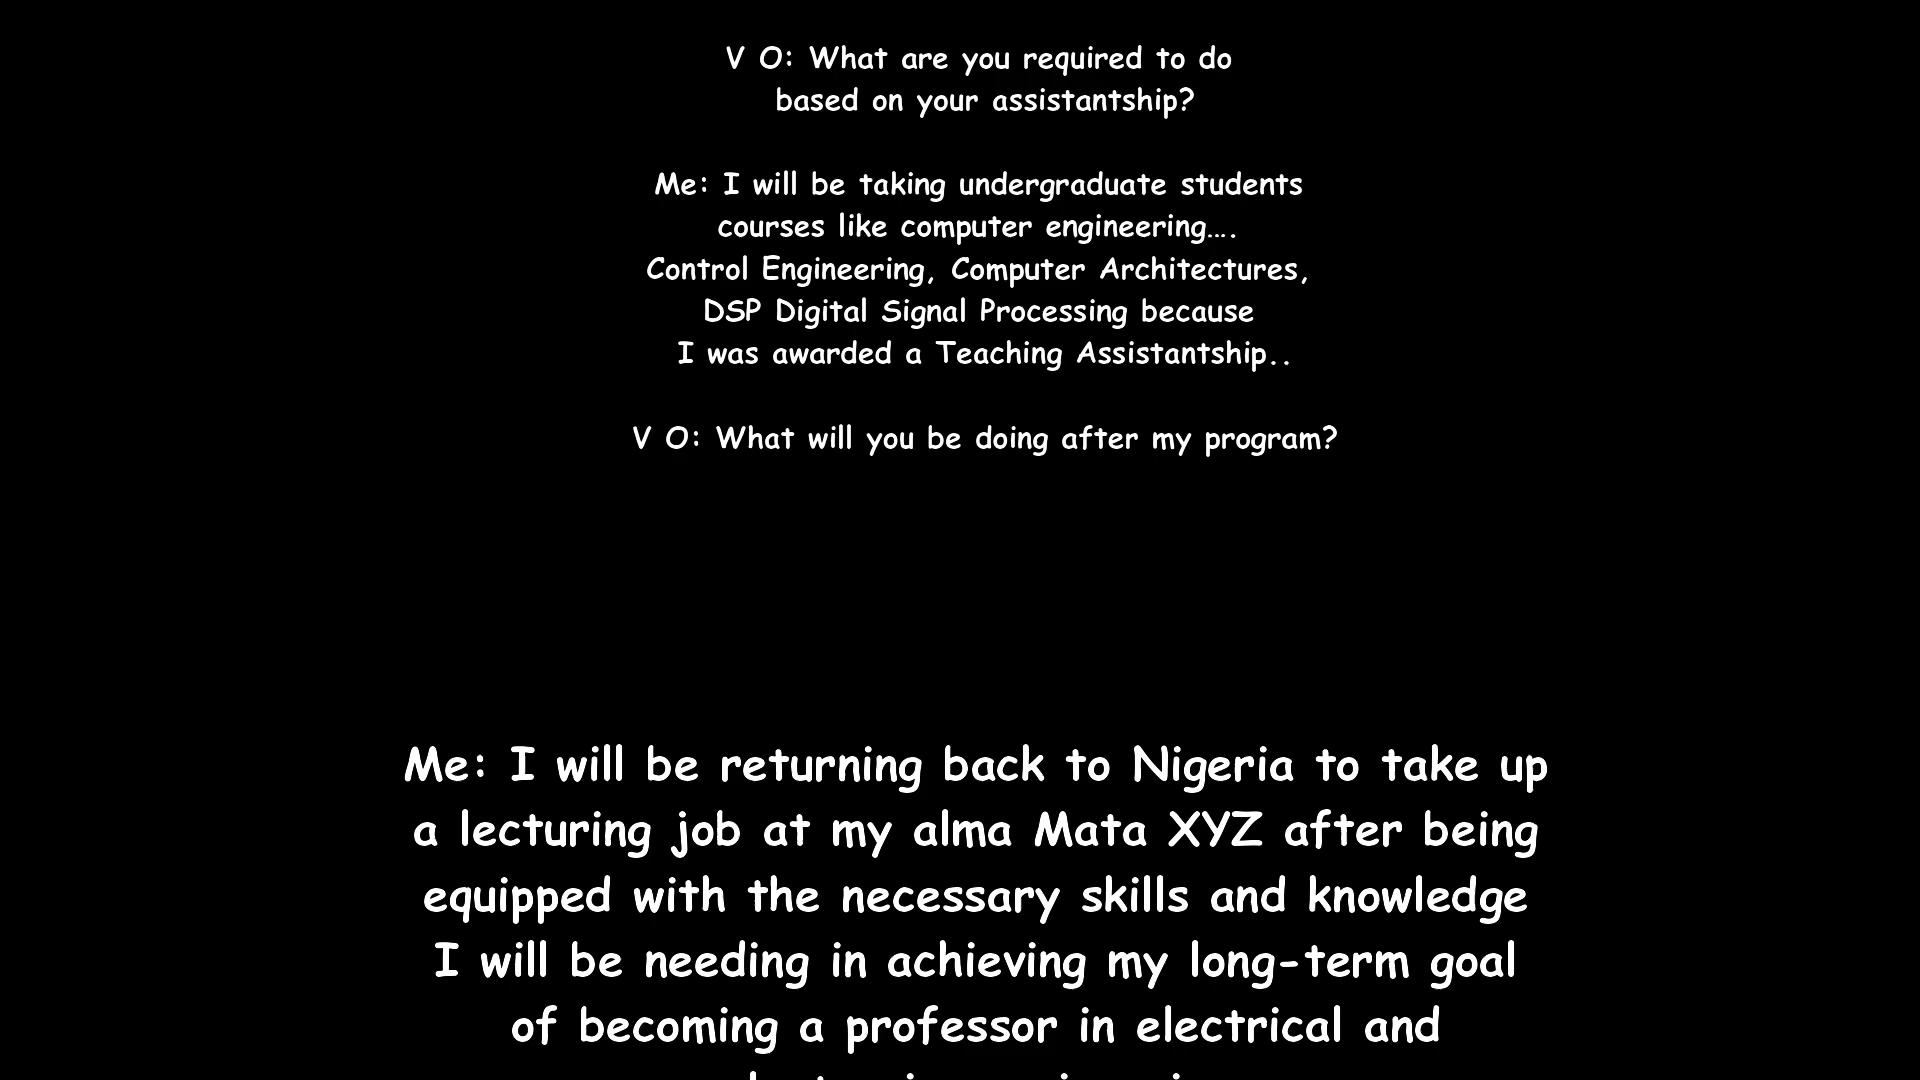 V O: What are you required to do
based on your assistantship?
Me: I will be taking undergraduate students
courses like computer engineering….
Control Engineering, Computer Architectures,
DSP Digital Signal Processing because
I was awarded a Teaching Assistantship..
V O: What will you be doing after my program?
Me: I will be returning back to Nigeria to take up
a lecturing job at my alma Mata XYZ after being
equipped with the necessary skills and knowledge
I will be needing in achieving my long-term goal
of becoming a professor in electrical and